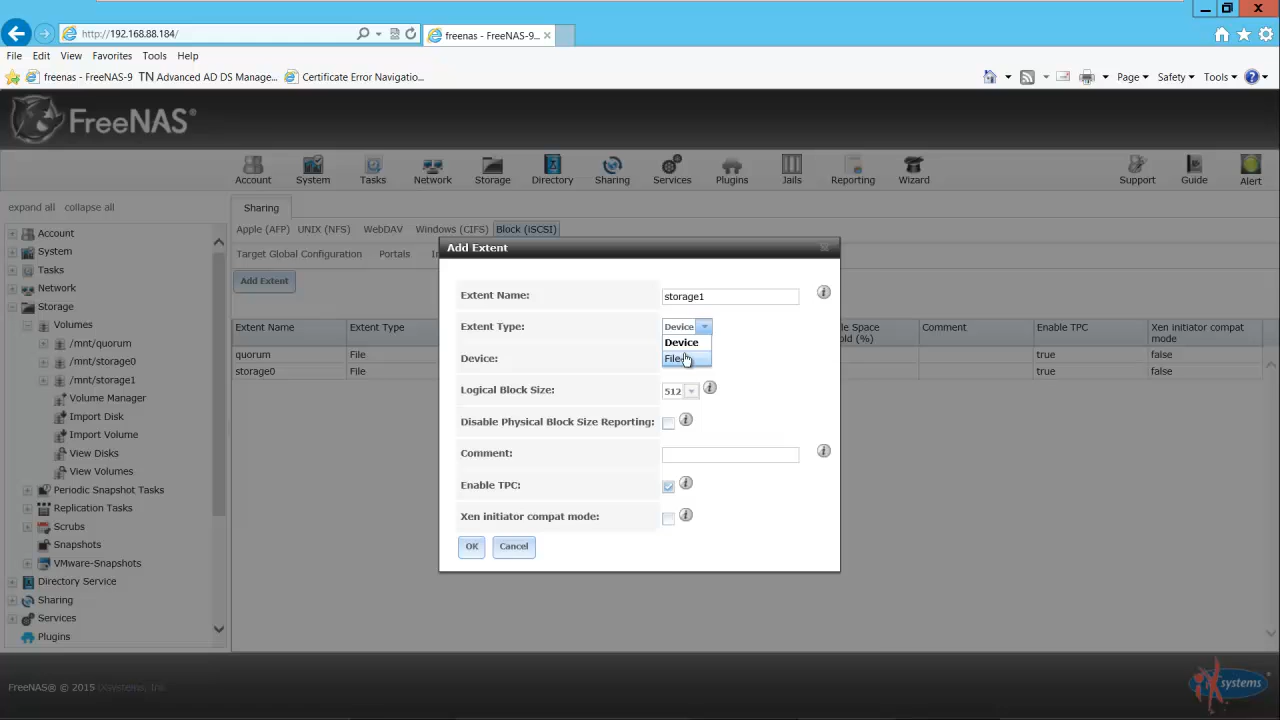 http://192.168.88.184/
freenas - FreeNAS-9...
File Edit View Favorites Tools Help
freenas - FreeNAS-9 TN Advanced AD DS Manage... Certificate Error Navigatio...
Page Safety Tools
FreeNAS®
Account System Tasks Network Storage Directory Sharing Services Plugins Jails Reporting Wizard Support Guide Alert
expand all collapse all
Account
System
Tasks
Network
Storage
Volumes
/mnt/quorum
/mnt/storage0
/mnt/storage1
Volume Manager
Import Disk
Import Volume
View Disks
View Volumes
Periodic Snapshot Tasks
Replication Tasks
Scrubs
Snapshots
VMware-Snapshots
Directory Service
Sharing
Services
Plugins
Sharing
Apple (AFP) UNIX (NFS) WebDAV Windows (CIFS) Block (iSCSI)
Target Global Configuration Portals
Add Extent
Extent Name Extent Type Space Comment Enable TPC Xen initiator compat
(%) mode
quorum File true false
storage0 File true false
Add Extent
Extent Name: storage1
Extent Type: Device
Device
File
Device:
Logical Block Size: 512
Disable Physical Block Size Reporting:
Comment:
Enable TPC:
Xen initiator compat mode:
OK Cancel
FreeNAS® © 2015 iXsystems, Inc.
iXsystems